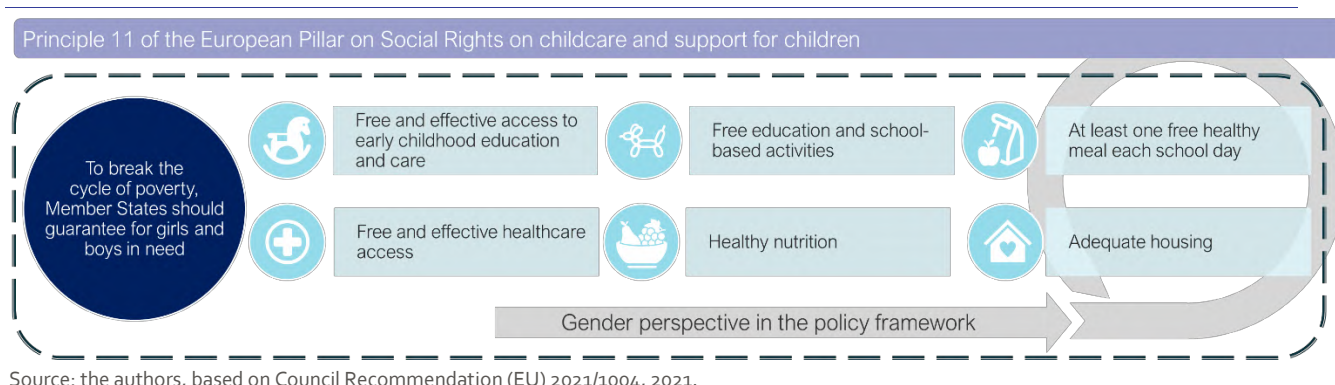 Principle 11 of the European Pillar on Social Rights on childcare and support for children
To break the
cycle of poverty,
Member States should
guarantee for girls and
boys in need
Free and effective access to
early childhood education
and care
Free education and school-
based activities
At least one free healthy
meal each school day
Free and effective healthcare
access
Healthy nutrition
Adequate housing
Gender perspective in the policy framework
Source: the authors, based on Council Recommendation (EU) 2021/1004, 2021.